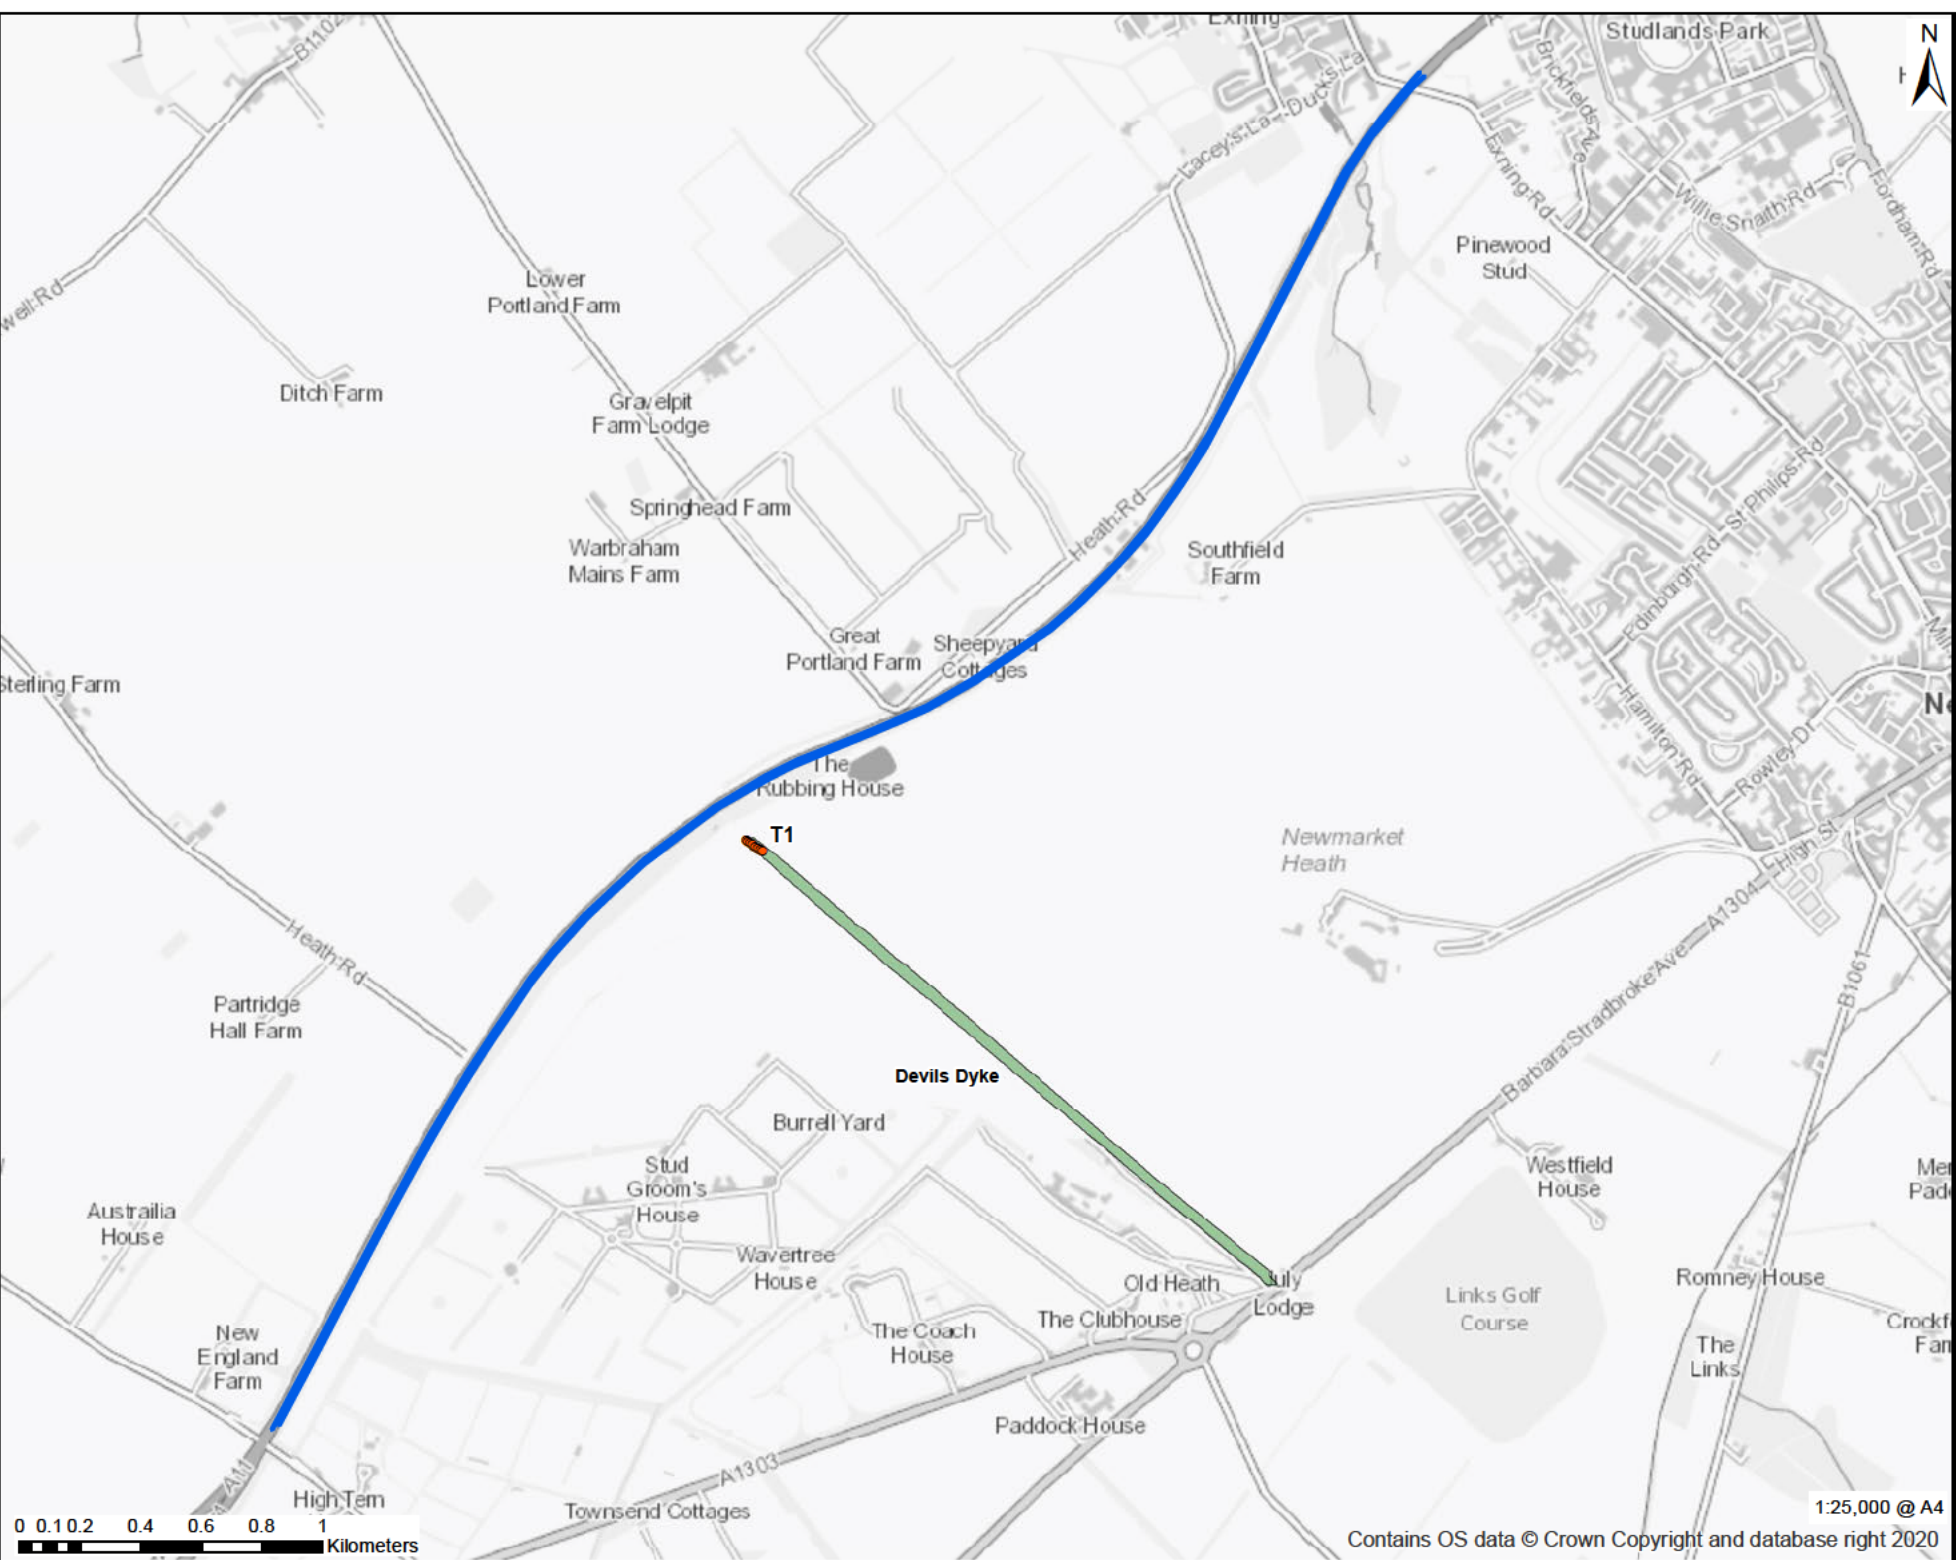 Exning
Studlands Park
N
B1102
Ducks La
Lacey's La
Brickfields Ave
Exning Rd
Willie Snaith Rd
Fordham Rd
Pinewood
Stud
well Rd
Lower
Portland Farm
Ditch Farm
Gravelpit
Farm Lodge
St Philips Rd
Edinburgh Rd
Springhead Farm
Warbraham
Mains Farm
Heath Rd
Southfield
Farm
Great
Portland Farm
Sheepyard
Cottages
Sterling Farm
Hamilton Rd
Rowley Dr
Mill
Ne
The
Rubbing House
T1
Newmarket
Heath
High St
A1304
Barbara Stradbroke Ave
B1061
Heath Rd
Partridge
Hall Farm
Devils Dyke
Burrell Yard
Stud
Groom's
House
Westfield
House
Austrailia
House
Wavertree
House
Old Heath
July
Lodge
The Clubhouse
Links Golf
Course
Romney House
The
Links
The Coach
House
New
England
Farm
Paddock House
A11
A1303
High Tern
Townsend Cottages
0 0.1 0.2 0.4 0.6 0.8 1
Kilometers
1:25,000 @ A4
Contains OS data © Crown Copyright and database right 2020